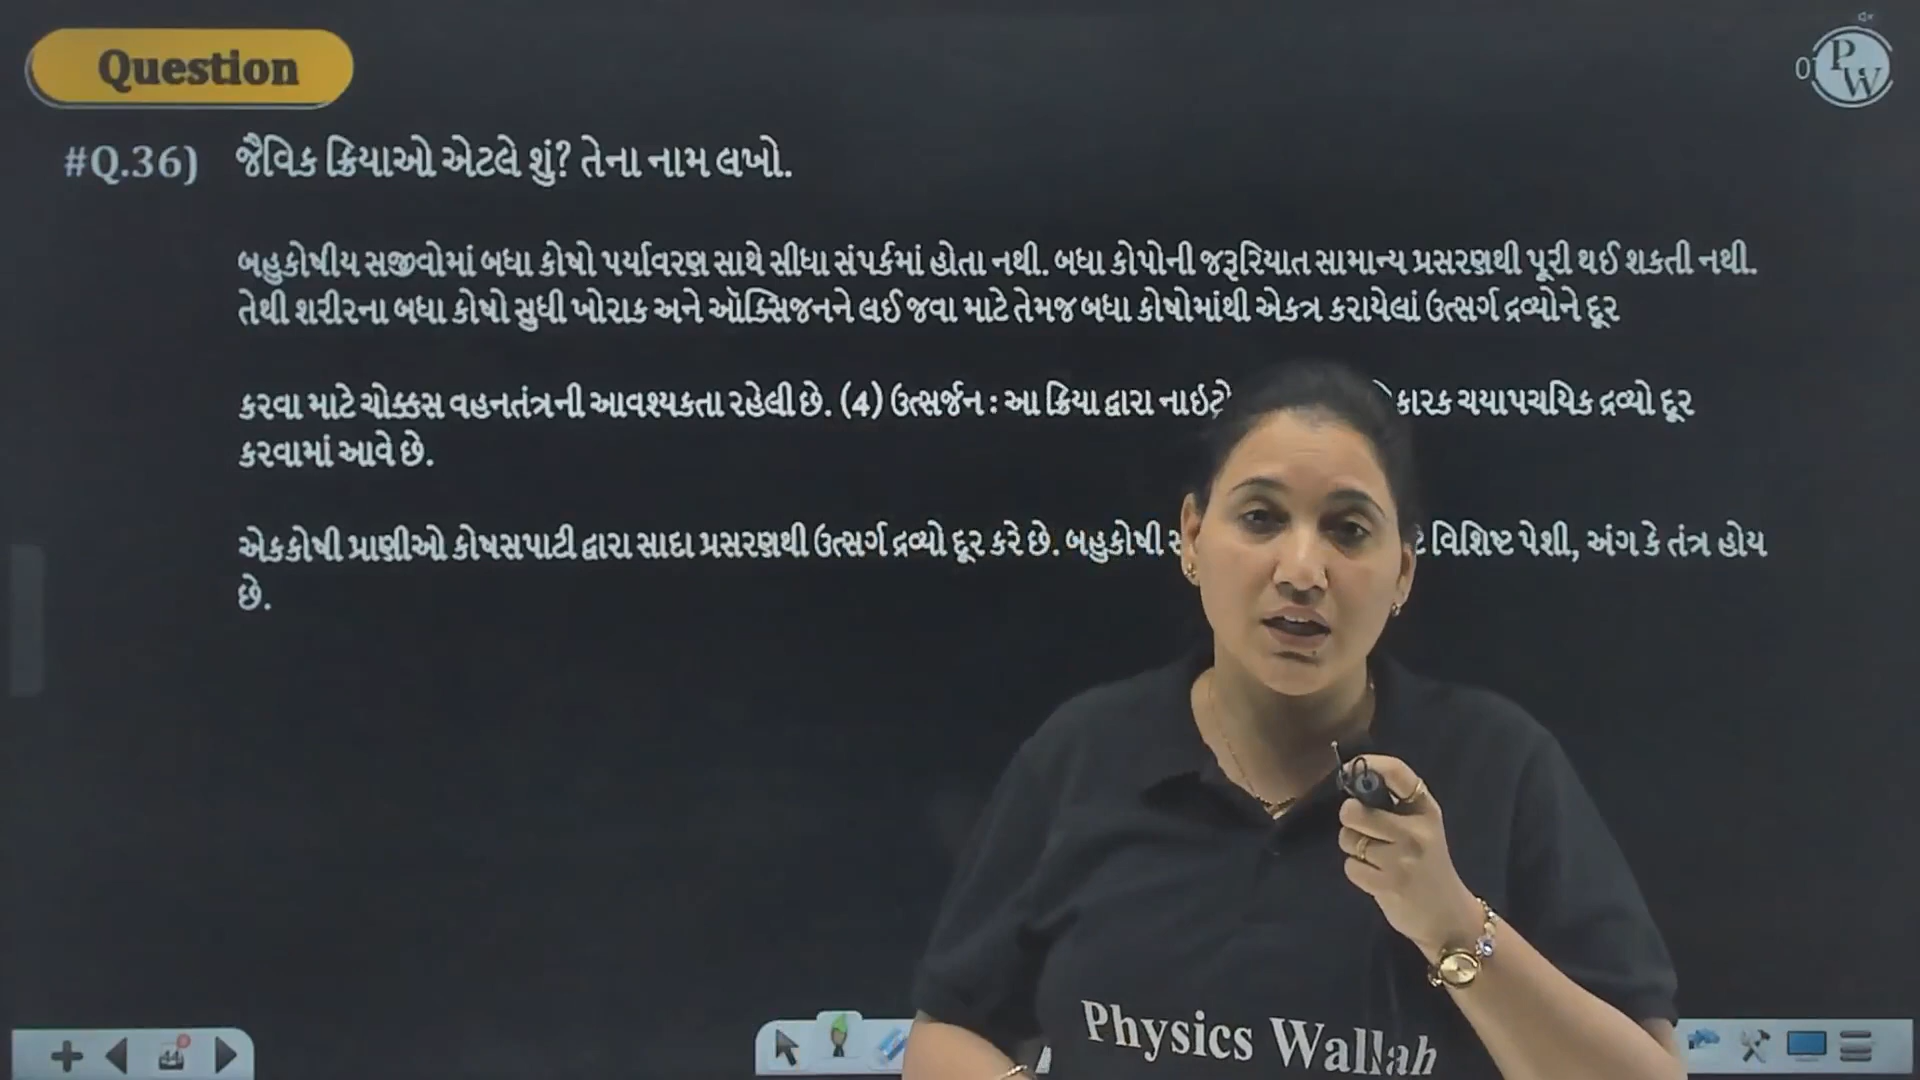 Question
#Q.36) જૈવિક ક્રિયાઓ એટલે શું? તેના નામ લખો.
બહુકોષીય સજીવોમાં બધા કોષો પર્યાવરણ સાથે સીધા સંપર્કમાં હોતા નથી. બધા કોપોની જરૂરિયાત સામાન્ય પ્રસરણથી પૂરી થઈ શકતી નથી.
તેથી શરીરના બધા કોષો સુધી ખોરાક અને ઑક્સિજનને લઈ જવા માટે તેમજ બધા કોષોમાંથી એકત્ર કરાયેલાં ઉત્સર્ગ દ્રવ્યોને દૂર
કરવા માટે ચોક્કસ વહનતંત્રની આવશ્યકતા રહેલી છે. (4) ઉત્સર્જન : આ ક્રિયા દ્વારા ચયાપચયિક દ્રવ્યો દૂર
કરવામાં આવે છે.
એકકોષી પ્રાણીઓ કોષસપાટી દ્વારા સાદા પ્રસરણથી ઉત્સર્ગ દ્રવ્યો દૂર કરે છે. બહુકોષી વિશિષ્ટ પેશી, અંગ કે તંત્ર હોય
છે.
PW
44
Physics Wallah